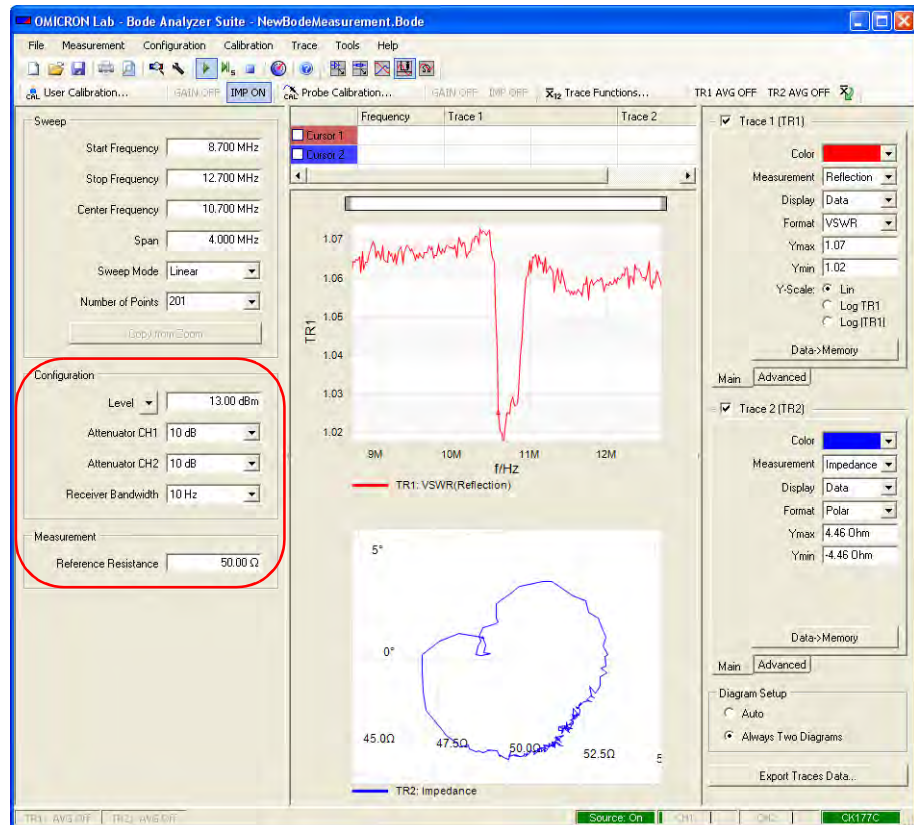 OMICRON Lab - Bode Analyzer Suite - NewBodeMeasurement.Bode
File Measurement Configuration Calibration Trace Tools Help
CAL User Calibration... GAIN OFF IMP ON CAL Probe Calibration... GAIN OFF IMP OFF X12 Trace Functions... TR1 AVG OFF TR2 AVG OFF
Sweep
Start Frequency 8.700 MHz
Stop Frequency 12.700 MHz
Center Frequency 10.700 MHz
Span 4.000 MHz
Sweep Mode Linear
Number of Points 201
Copy from Zoom
Configuration
Level 13.00 dBm
Attenuator CH1 10 dB
Attenuator CH2 10 dB
Receiver Bandwidth 10 Hz
Measurement
Reference Resistance 50.00 Ω
Frequency Trace 1 Trace 2
Cursor 1
Cursor 2
1.07
1.06
1.05
1.04
1.03
1.02
TR1
9M 10M 11M 12M
f/Hz
TR1: VSWR(Reflection)
5°
0°
45.0Ω 47.5Ω 50.0Ω 52.5Ω 5
TR2: Impedance
Trace 1 (TR1)
Color
Measurement Reflection
Display Data
Format VSWR
Ymax 1.07
Ymin 1.02
Y-Scale: Lin
Log TR1
Log |TR1|
Data->Memory
Main Advanced
Trace 2 (TR2)
Color
Measurement Impedance
Display Data
Format Polar
Ymax 4.46 Ohm
Ymin -4.46 Ohm
Data->Memory
Main Advanced
Diagram Setup
Auto
Always Two Diagrams
Export Traces Data...
TR1: AVG Off TR2: AVG Off Source: On CH1 CH2 CK177C